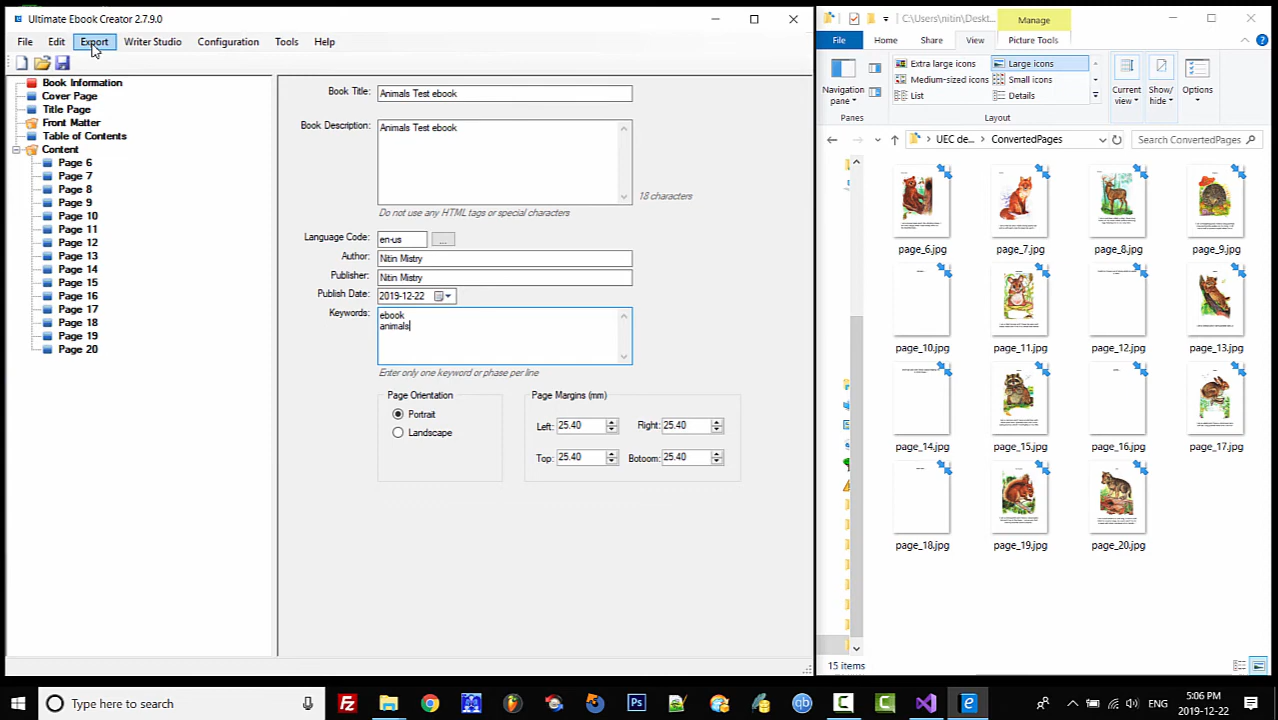 Ultimate Ebook Creator 2.7.9.0
File Edit Export Writer Studio Configuration Tools Help
Book Information
Cover Page
Title Page
Front Matter
Table of Contents
Content
Page 6
Page 7
Page 8
Page 9
Page 10
Page 11
Page 12
Page 13
Page 14
Page 15
Page 16
Page 17
Page 18
Page 19
Page 20
Book Title: Animals Test ebook
Book Description: Animals Test ebook
18 characters
Do not use any HTML tags or special characters
Language Code: en-us ...
Author: Nitin Mistry
Publisher: Nitin Mistry
Publish Date: 2019-12-22
Keywords: ebook
animals
Enter only one keyword or phase per line
Page Orientation
Portrait
Landscape
Page Margins (mm)
Left: 25.40 Right: 25.40
Top: 25.40 Botoom: 25.40
C:\Users\nitin\Deskt... Manage
File Home Share View Picture Tools
Navigation pane
Panes
Extra large icons Large icons
Medium-sized icons Small icons
List Details
Layout
Current view
Show/hide
Options
UEC de... ConvertedPages Search ConvertedPages
page_6.jpg page_7.jpg page_8.jpg page_9.jpg
page_10.jpg page_11.jpg page_12.jpg page_13.jpg
page_14.jpg page_15.jpg page_16.jpg page_17.jpg
page_18.jpg page_19.jpg page_20.jpg
15 items
Type here to search
Ps
qb
ENG
5:06 PM
2019-12-22